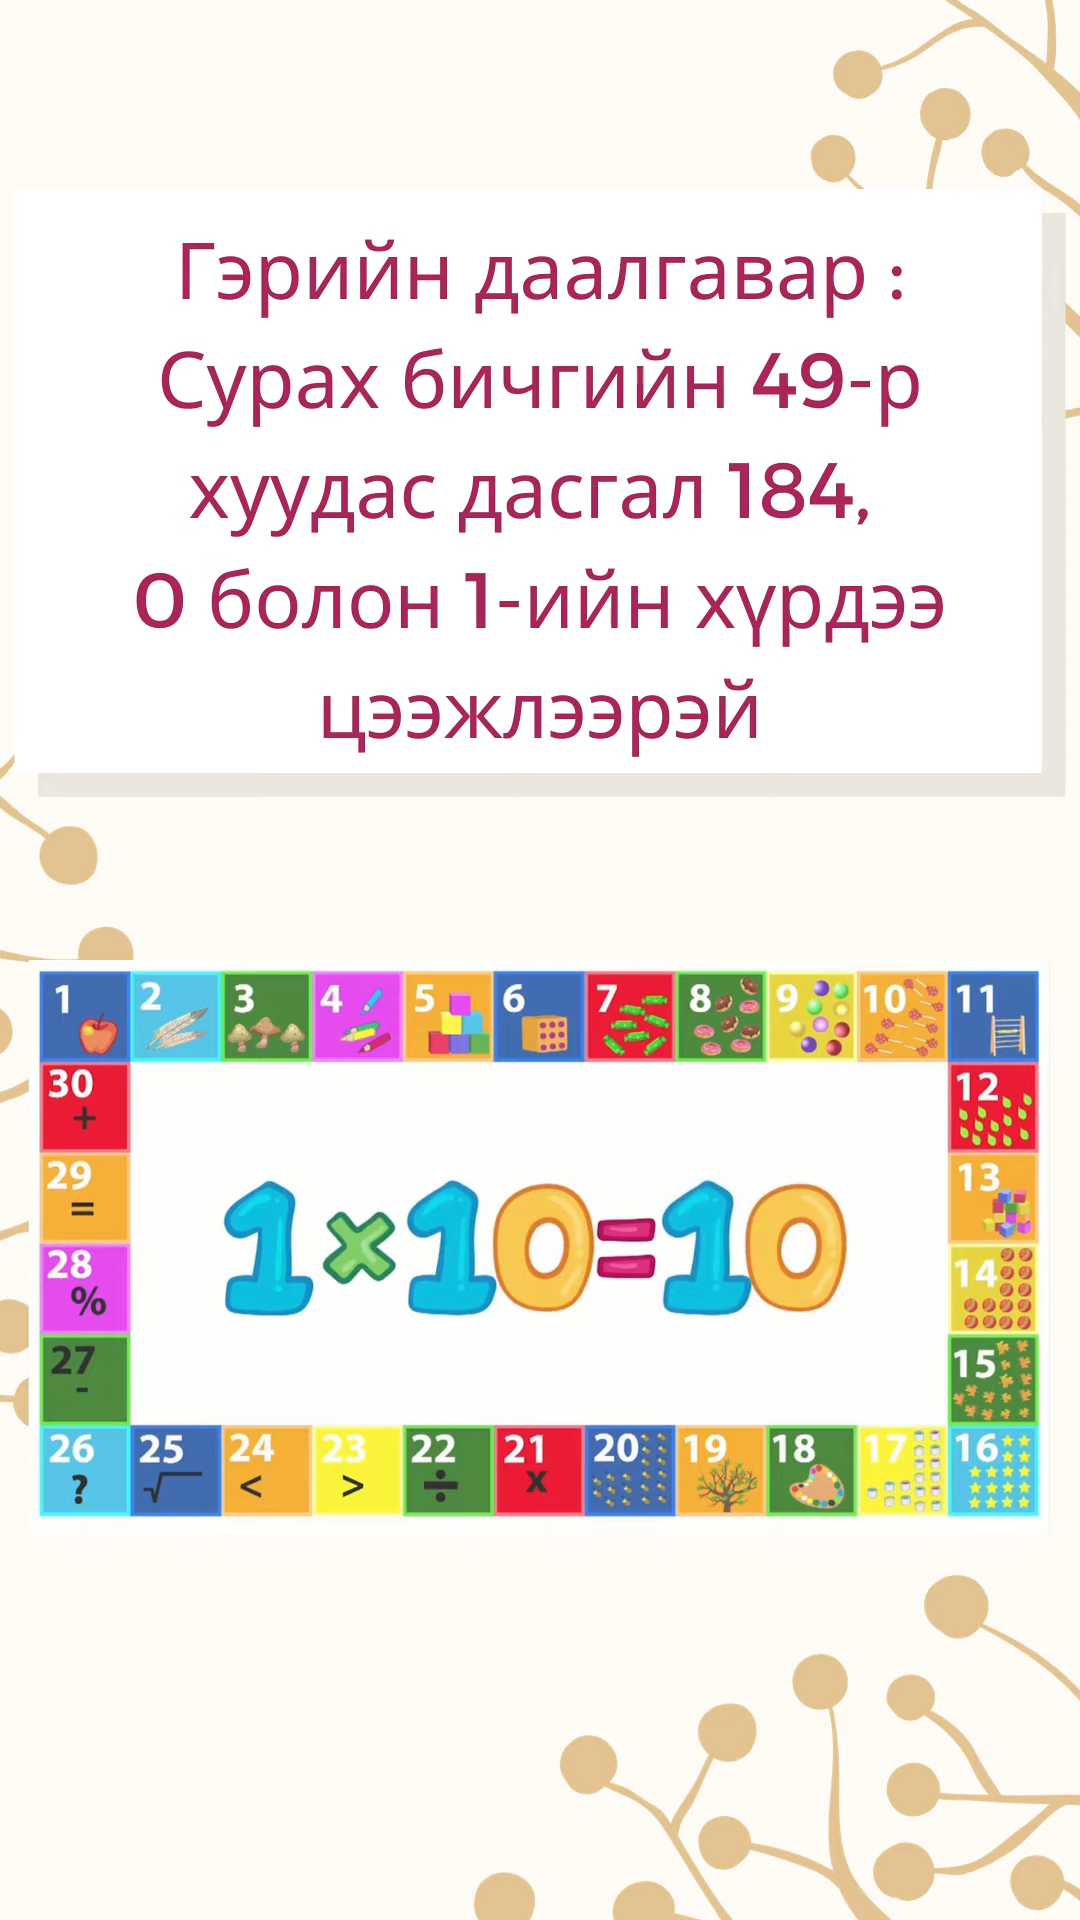 Гэрийн даалгавар :
Сурах бичгийн 49-р
хуудас дасгал 184,
0 болон 1-ийн хүрдээ
цээжлээрэй
1 2 3 4 5 6 7 8 9 10 11
30 + 12
29 = 13
1×10=10
28 % 14
27 - 15
26 25 24 23 22 21 20 19 18 17 16
? √ < > ÷ x